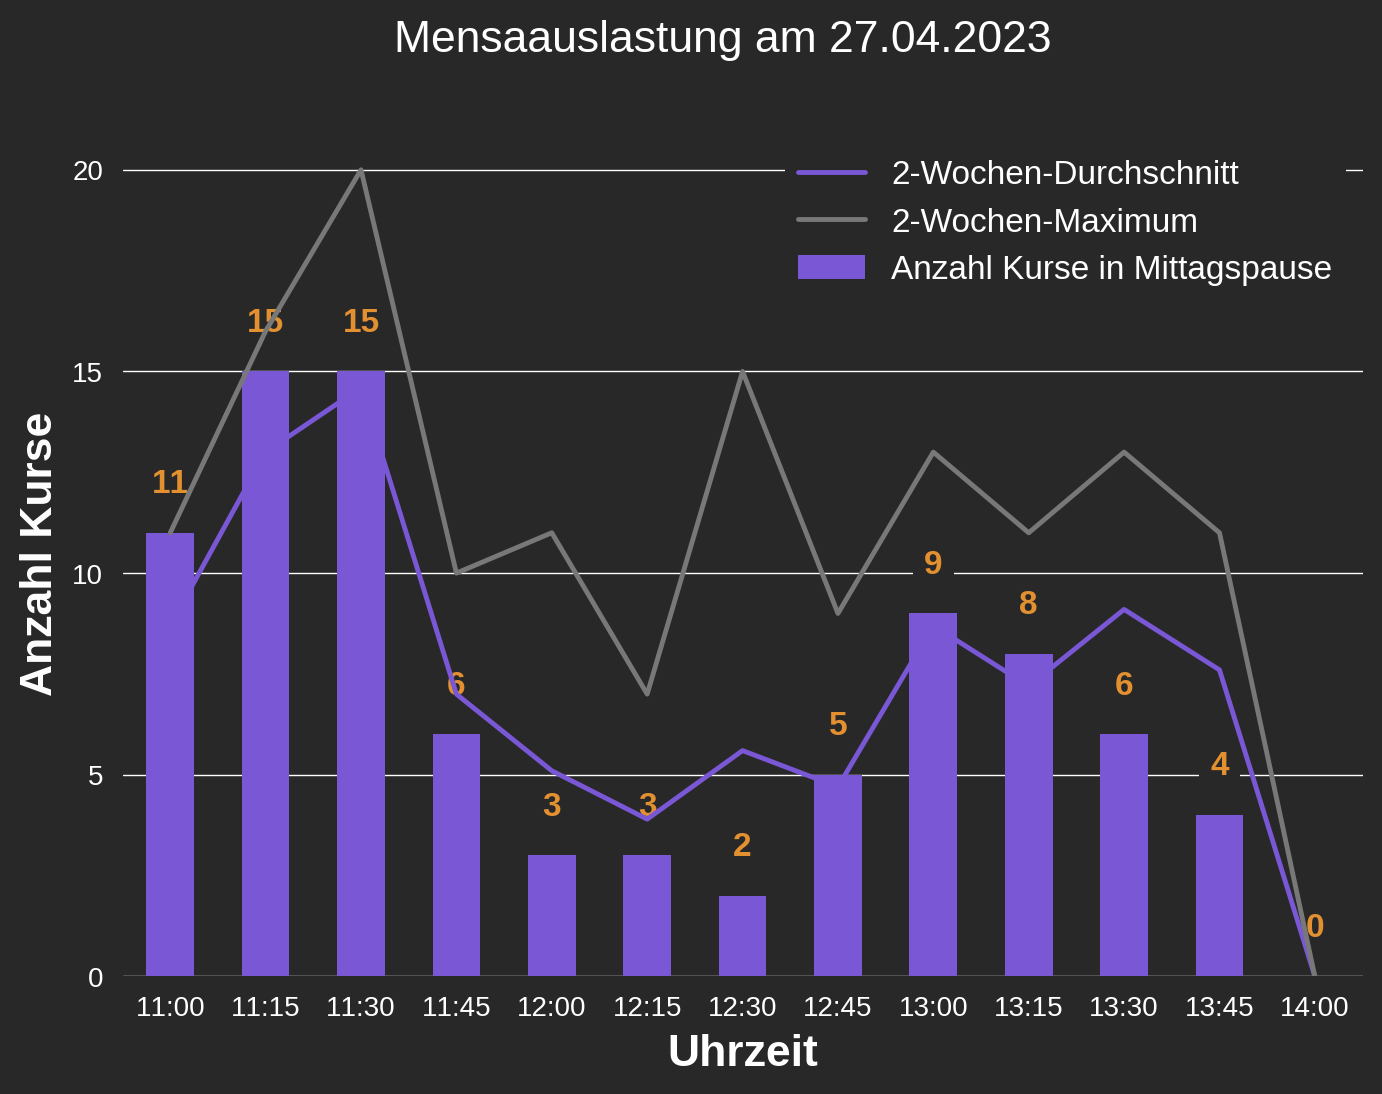 Mensaauslastung am 27.04.2023
2-Wochen-Durchschnitt
2-Wochen-Maximum
Anzahl Kurse in Mittagspause
Anzahl Kurse
20
15
10
5
0
11
15
15
6
3
3
2
5
9
8
6
4
0
11:00 11:15 11:30 11:45 12:00 12:15 12:30 12:45 13:00 13:15 13:30 13:45 14:00
Uhrzeit